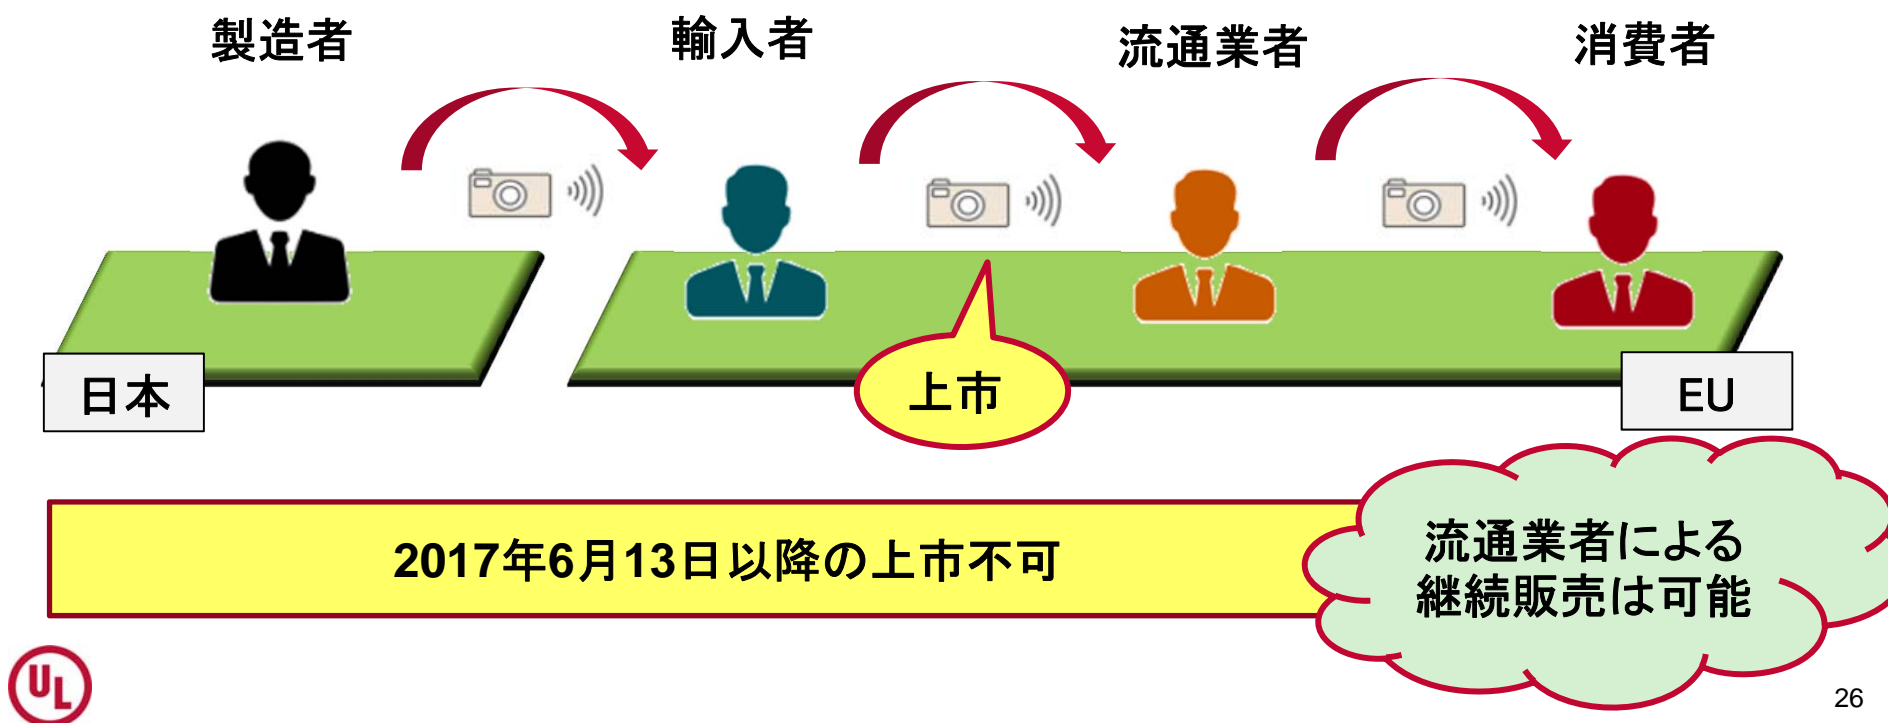 製造者
輸入者
流通業者
消費者
上市
日本
EU
2017年6月13日以降の上市不可
流通業者による
継続販売は可能
UL
26